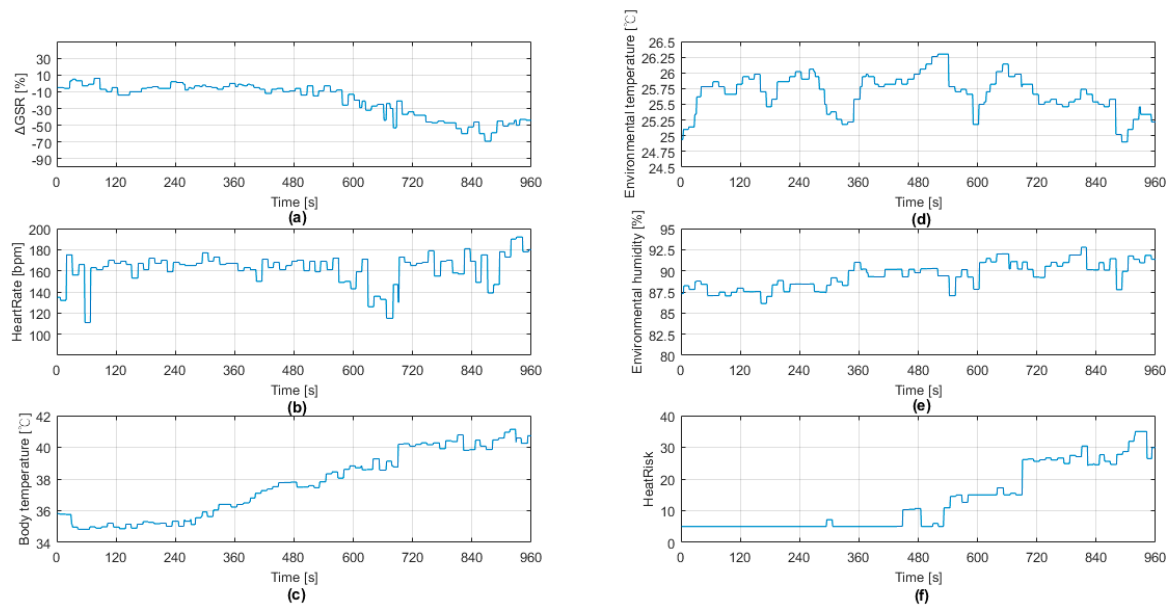 ΔGSR [%]
30
10
-10
-30
-50
-70
-90
0 120 240 360 480 600 720 840 960
Time [s]
(a)
HeartRate [bpm]
200
180
160
140
120
100
0 120 240 360 480 600 720 840 960
Time [s]
(b)
Body temperature [℃]
42
40
38
36
34
0 120 240 360 480 600 720 840 960
Time [s]
(c)
Environmental temperature [℃]
26.5
26.25
26
25.75
25.5
25.25
25
24.75
24.5
0 120 240 360 480 600 720 840 960
Time [s]
(d)
Environmental humidity [%]
95
92.5
90
87.5
85
82.5
80
0 120 240 360 480 600 720 840 960
Time [s]
(e)
HeatRisk
40
30
20
10
0
0 120 240 360 480 600 720 840 960
Time [s]
(f)